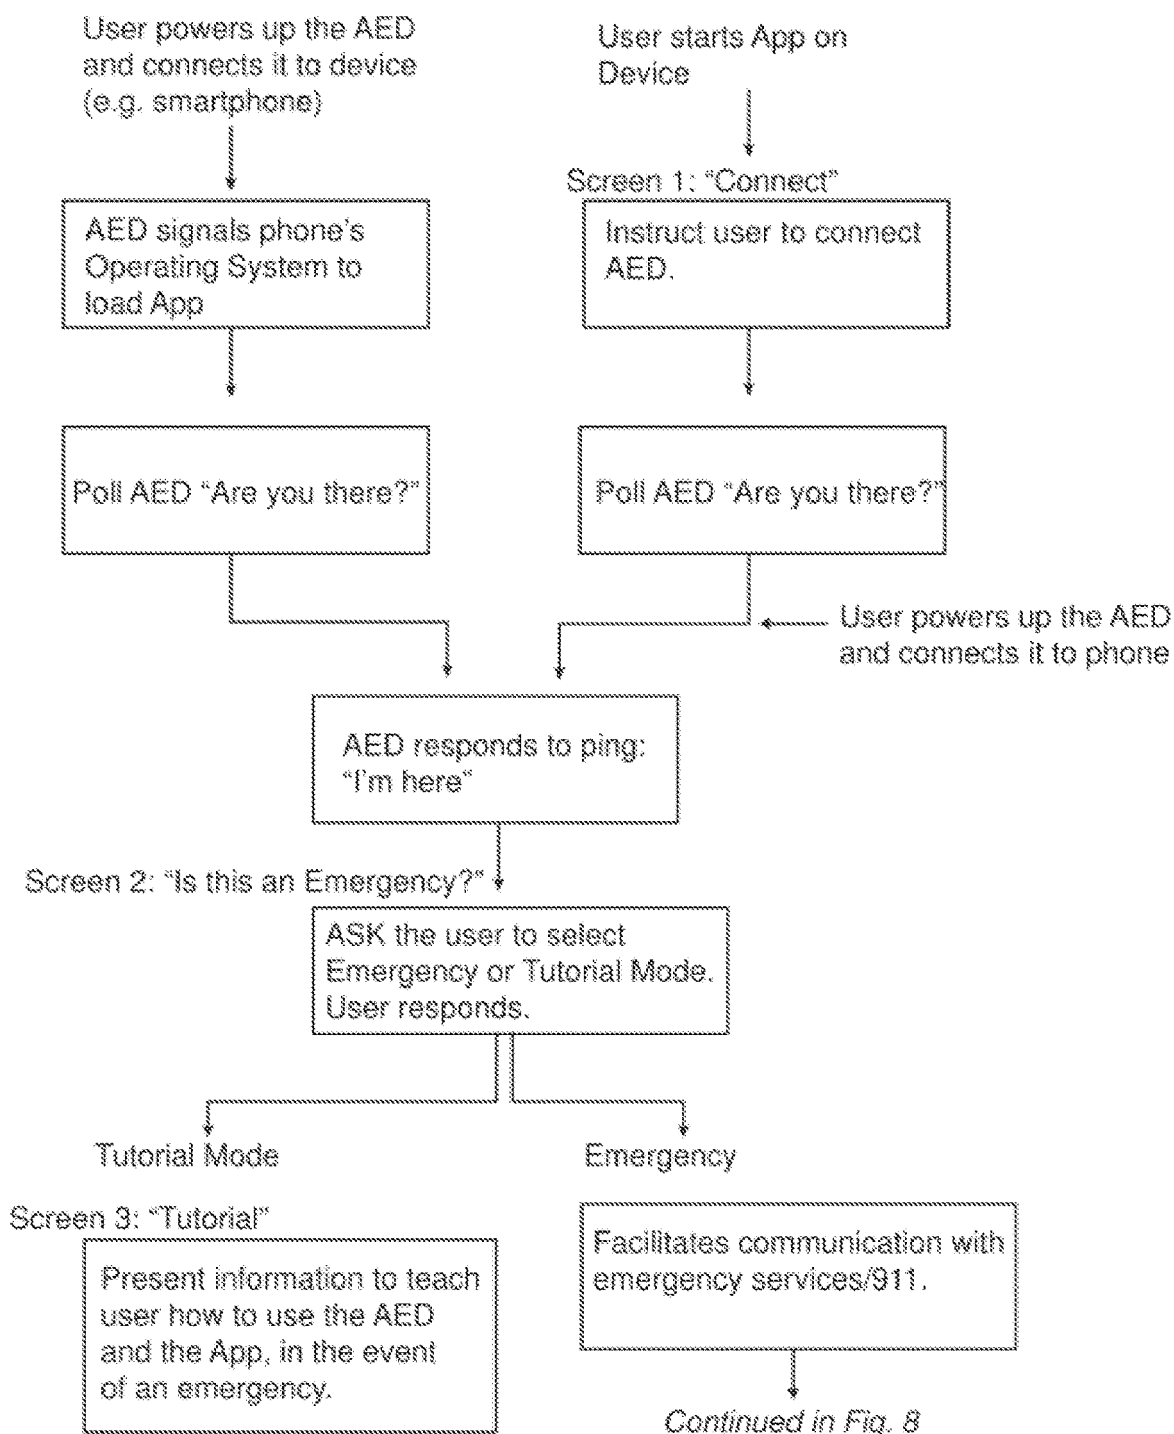 User powers up the AED
and connects it to device
(e.g. smartphone)
User starts App on
Device
Screen 1: “Connect”
AED signals phone’s
Operating System to
load App
Instruct user to connect
AED.
Poll AED “Are you there?”
Poll AED “Are you there?”
User powers up the AED
and connects it to phone
AED responds to ping:
“I’m here”
Screen 2: “Is this an Emergency?”
ASK the user to select
Emergency or Tutorial Mode.
User responds.
Tutorial Mode
Emergency
Screen 3: “Tutorial”
Present information to teach
user how to use the AED
and the App, in the event
of an emergency.
Facilitates communication with
emergency services/911.
Continued in Fig. 8